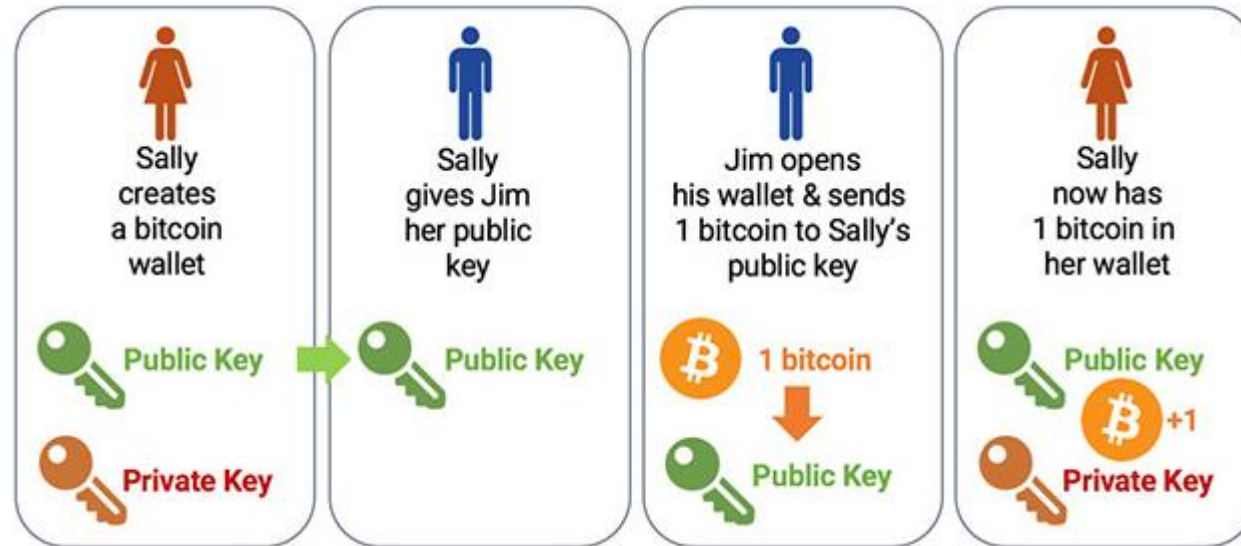 Sally
creates
a bitcoin
wallet
Public Key
Private Key
Sally
gives Jim
her public
key
Public Key
Jim opens
his wallet & sends
1 bitcoin to Sally's
public key
1 bitcoin
Public Key
Sally
now has
1 bitcoin in
her wallet
Public Key
+1
Private Key